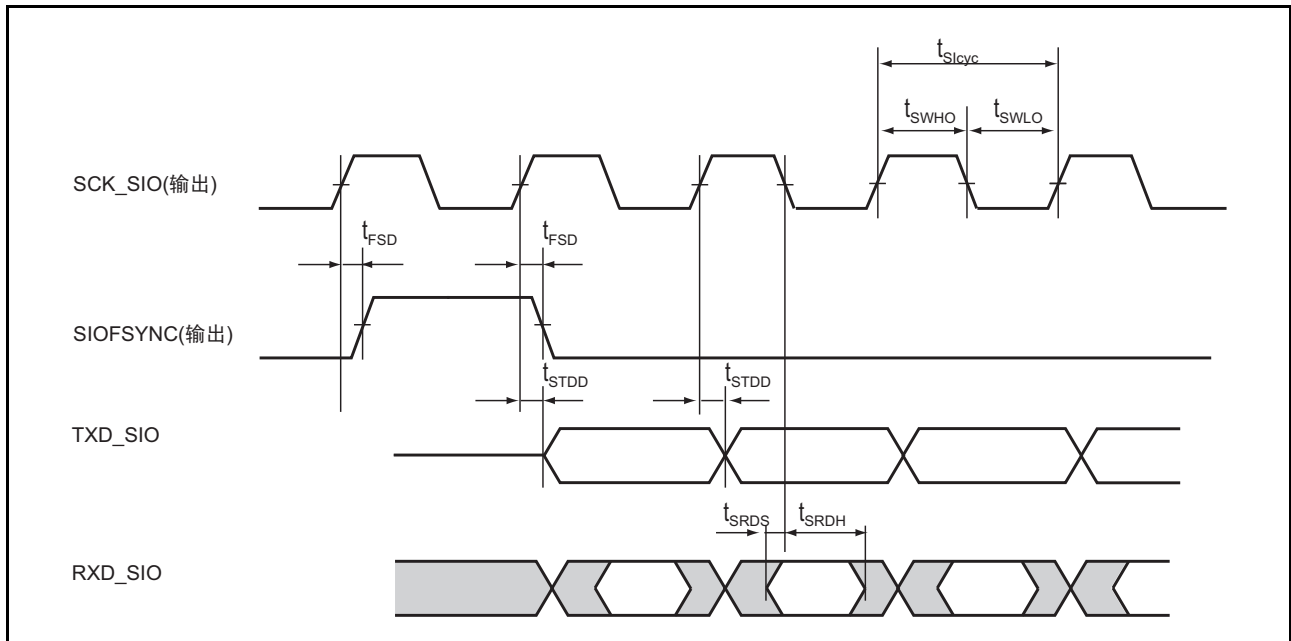 tSIcyc
tSWHO tSWLO
SCK_SIO(输出)
tFSD tFSD
SIOFSYNC(输出)
tSTDD tSTDD
TXD_SIO
tSRDS tSRDH
RXD_SIO